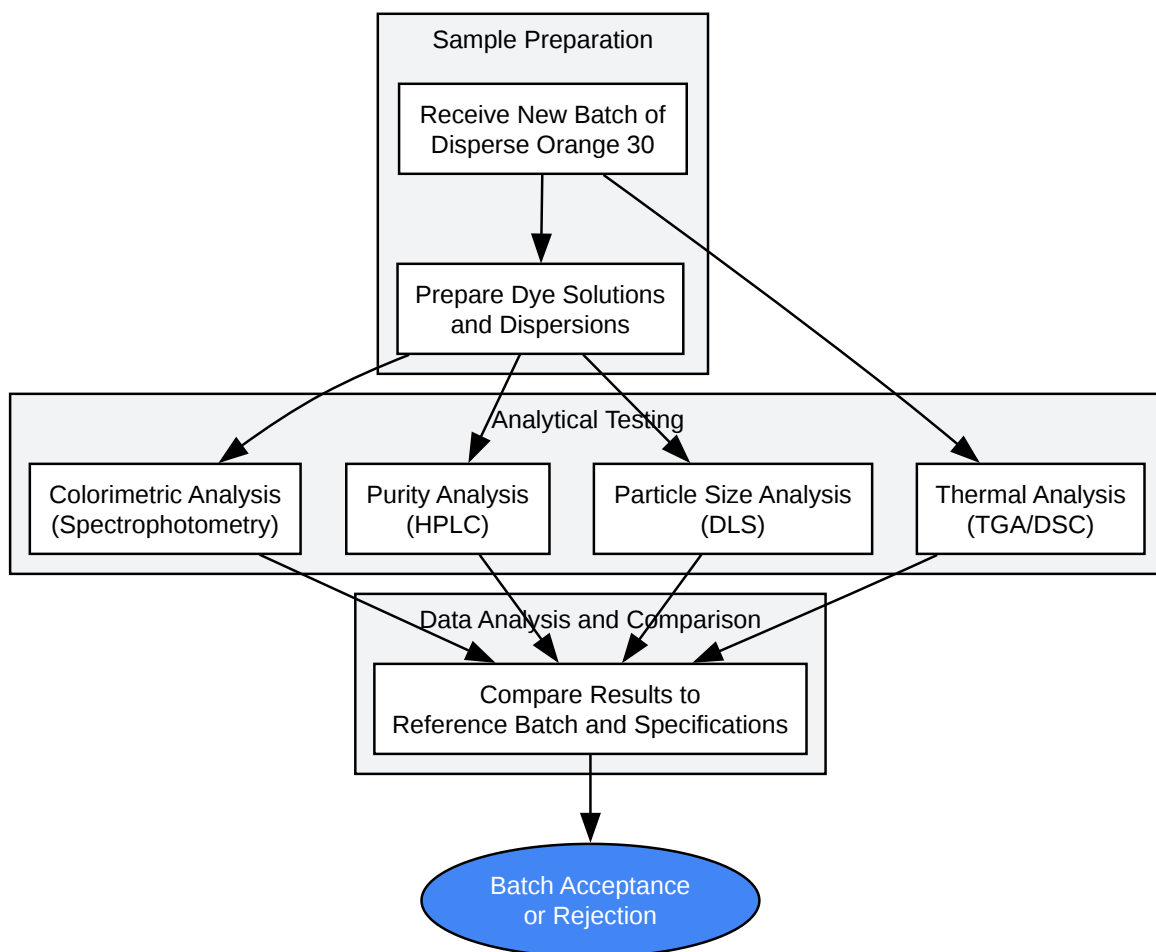 Sample Preparation
Receive New Batch of
Disperse Orange 30
Prepare Dye Solutions
and Dispersions
Analytical Testing
Colorimetric Analysis
(Spectrophotometry)
Purity Analysis
(HPLC)
Particle Size Analysis
(DLS)
Thermal Analysis
(TGA/DSC)
Data Analysis and Comparison
Compare Results to
Reference Batch and Specifications
Batch Acceptance
or Rejection